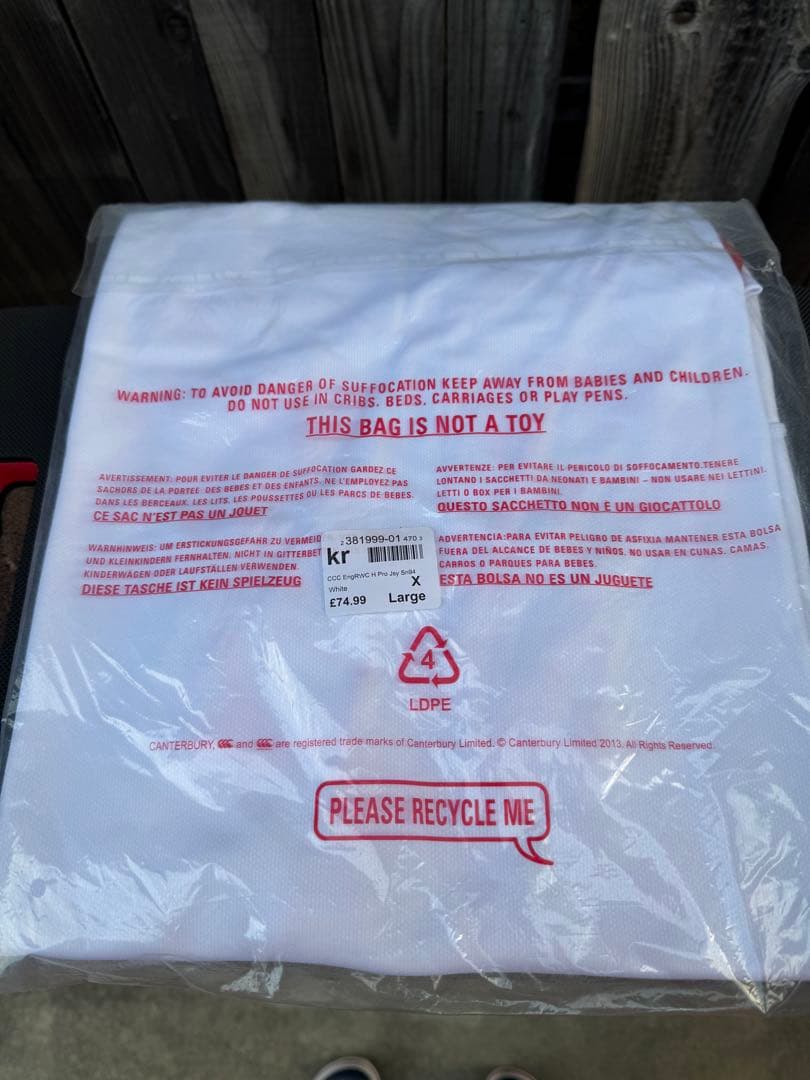 WARNING: TO AVOID DANGER OF SUFFOCATION KEEP AWAY FROM BABIES AND CHILDREN.
DO NOT USE IN CRIBS. BEDS. CARRIAGES OR PLAY PENS.
THIS BAG IS NOT A TOY
AVERTISSEMENT: POUR EVITER LE DANGER DE SUFFOCATION GARDEZ CE
SACHORS DE LA PORTEE DES BEBES ET DES ENFANTS. NE L'EMPLOYEZ PAS
DANS LES BERCEAUX. LES LITS. LES POUSSETTES OU LES PARCS DE BEBES.
CE SAC N'EST PAS UN JOUET
AVVERTENZE: PER EVITARE IL PERICOLO DI SOFFOCAMENTO.TENERE
LONTANO I SACCHETTI DA NEONATI E BAMBINI – NON USARE NEI LETTINI.
LETTI O BOX PER I BAMBINI.
QUESTO SACCHETTO NON È UN GIOCATTOLO
WARNHINWEIS: UM ERSTICKUNGSGEFAHR ZU VERMEID
UND KLEINKINDERN FERNHALTEN. NICHT IN GITTERBET
KINDERWÄGEN ODER LAUFSTÄLLEN VERWENDEN.
DIESE TASCHE IST KEIN SPIELZEUG
2 381999-01 470 3
kr
CCC EngRWC H Pro Jsy Sn94
White
X
£74.99 Large
ADVERTENCIA:PARA EVITAR PELIGRO DE ASFIXIA MANTENER ESTA BOLSA
FUERA DEL ALCANCE DE BEBES Y NIÑOS. NO USAR EN CUNAS. CAMAS.
CARROS O PARQUES PARA BEBES.
ESTA BOLSA NO ES UN JUGUETE
4
LDPE
CANTERBURY, CCC and CCC are registered trade marks of Canterbury Limited. © Canterbury Limited 2013. All Rights Reserved.
PLEASE RECYCLE ME